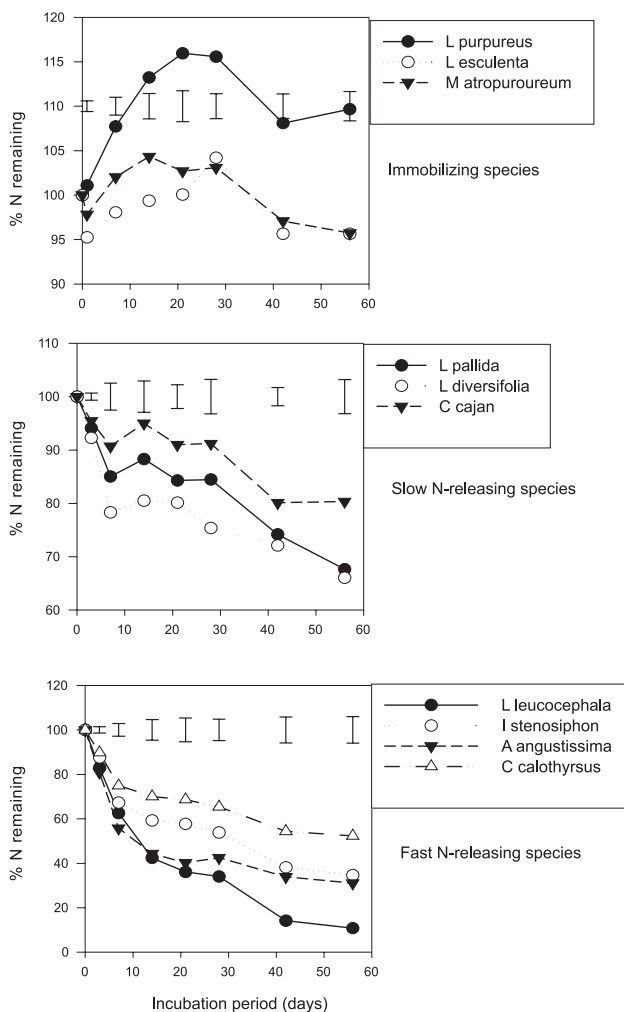 120
115
110
105
100
95
90
% N remaining
0 10 20 30 40 50 60
L purpureus
L esculenta
M atropuroureum
Immobilizing species
110
100
90
80
70
60
% N remaining
0 10 20 30 40 50 60
L pallida
L diversifolia
C cajan
Slow N-releasing species
120
100
80
60
40
20
0
% N remaining
0 10 20 30 40 50 60
Incubation period (days)
L leucocephala
I stenosiphon
A angustissima
C calothyrsus
Fast N-releasing species